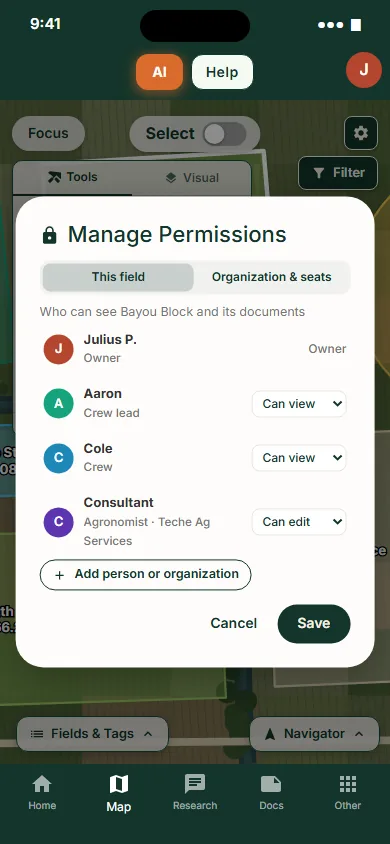 9:41
AI
Help
J
Focus
Select
Tools
Visual
Filter
Manage Permissions
This field
Organization & seats
Who can see Bayou Block and its documents
J
Julius P.
Owner
Owner
A
Aaron
Crew lead
Can view
C
Cole
Crew
Can view
C
Consultant
Agronomist · Teche Ag
Services
Can edit
+ Add person or organization
Cancel
Save
Fields & Tags
Navigator
Home
Map
Research
Docs
Other